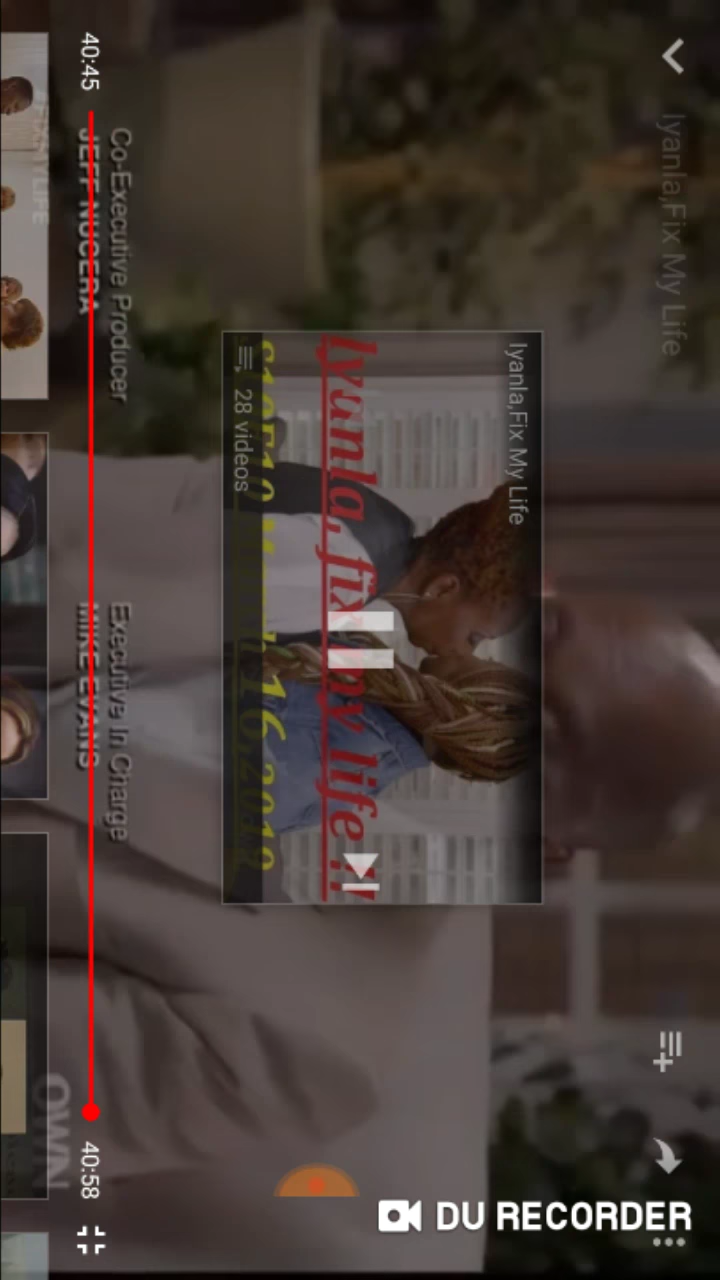 Iyanla,Fix My Life
Iyanla,Fix My Life
Iyanla, fix my life !!
28 videos
Co-Executive Producer
JEFF NUCERA
Executive In Charge
MIKE EVANS
40:45
40:58
OWN
DU RECORDER